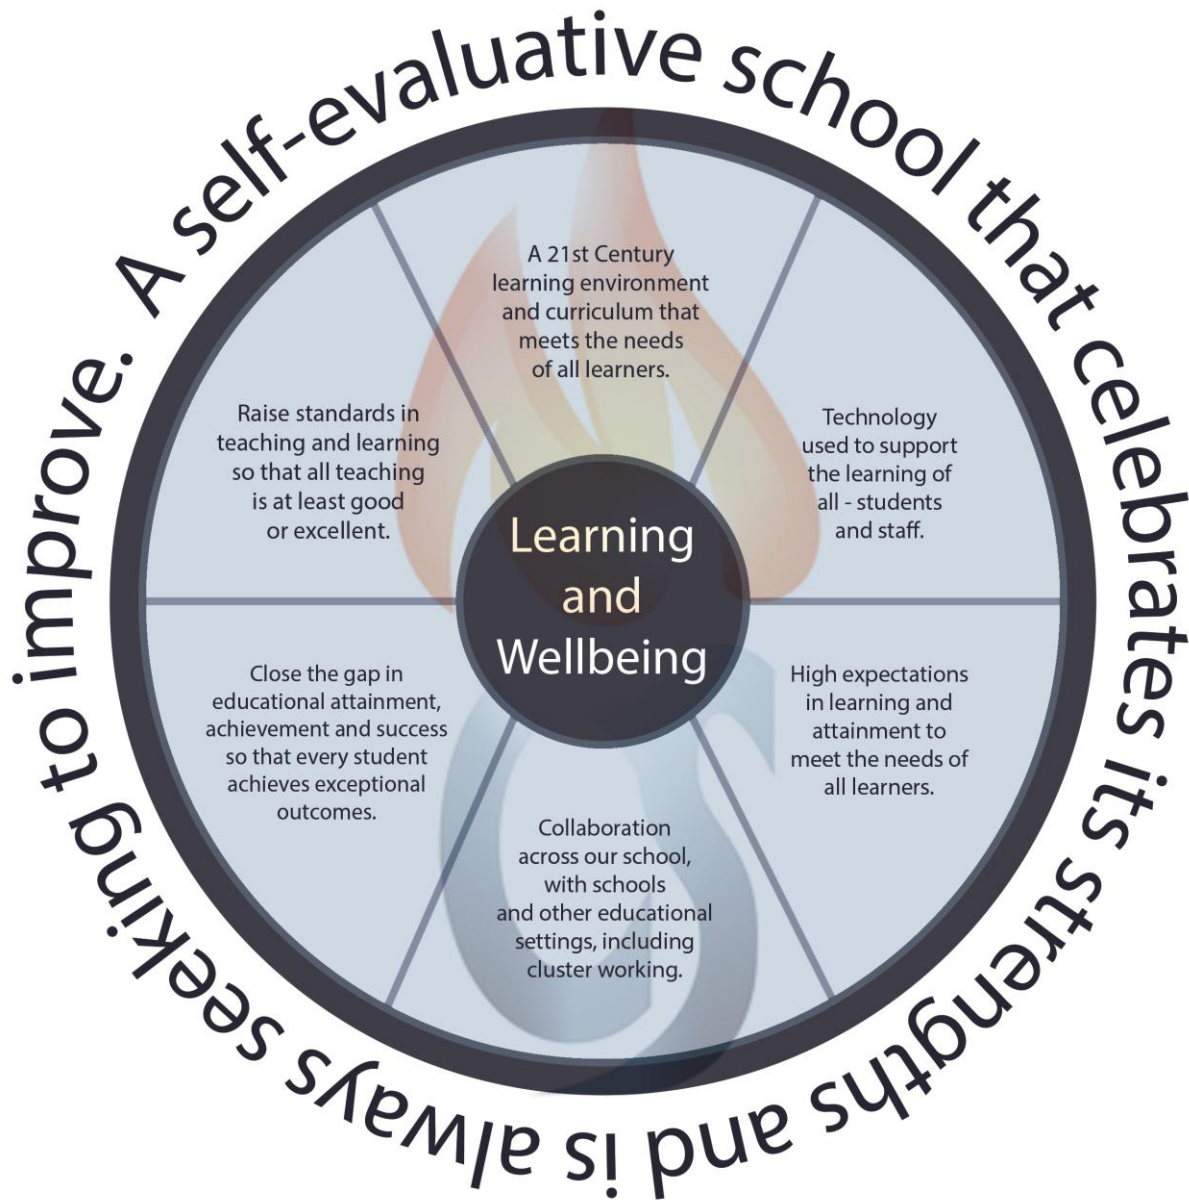 A self-evaluative school that celebrates its strengths and is always seeking to improve.
A 21st Century
learning environment
and curriculum that
meets the needs
of all learners.
Technology
used to support
the learning of
all - students
and staff.
High expectations
in learning and
attainment to
meet the needs of
all learners.
Collaboration
across our school,
with schools
and other educational
settings, including
cluster working.
Close the gap in
educational attainment,
achievement and success
so that every student
achieves exceptional
outcomes.
Raise standards in
teaching and learning
so that all teaching
is at least good
or excellent.
Learning
and
Wellbeing